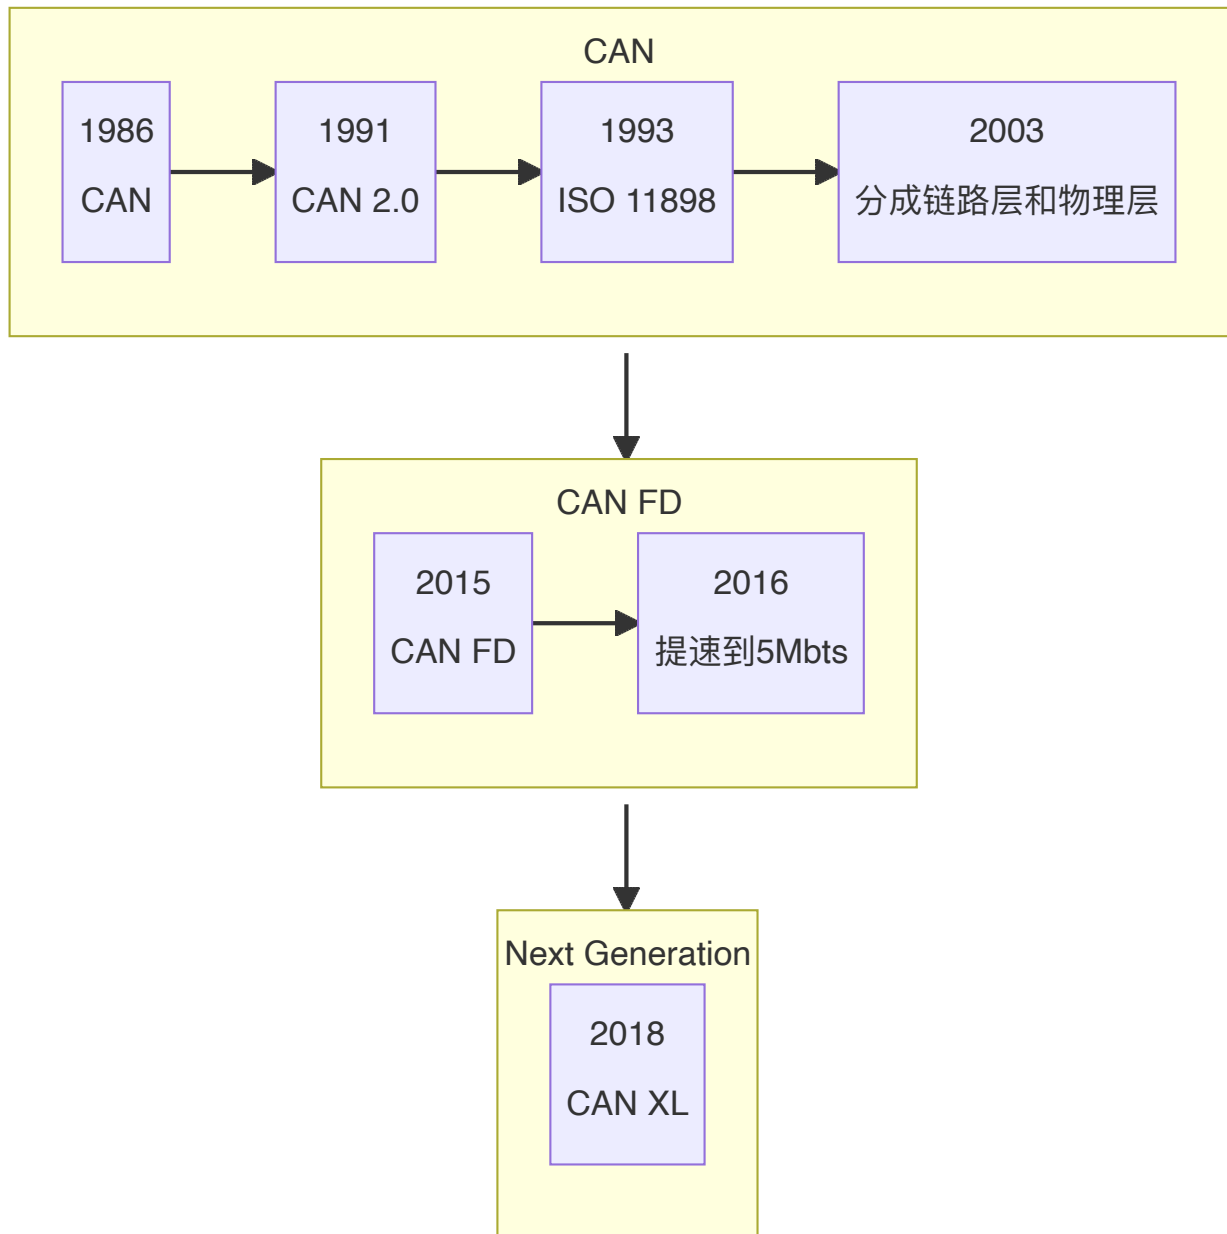 CAN
1986
CAN
1991
CAN 2.0
1993
ISO 11898
2003
分成链路层和物理层
CAN FD
2015
CAN FD
2016
提速到5Mbts
Next Generation
2018
CAN XL